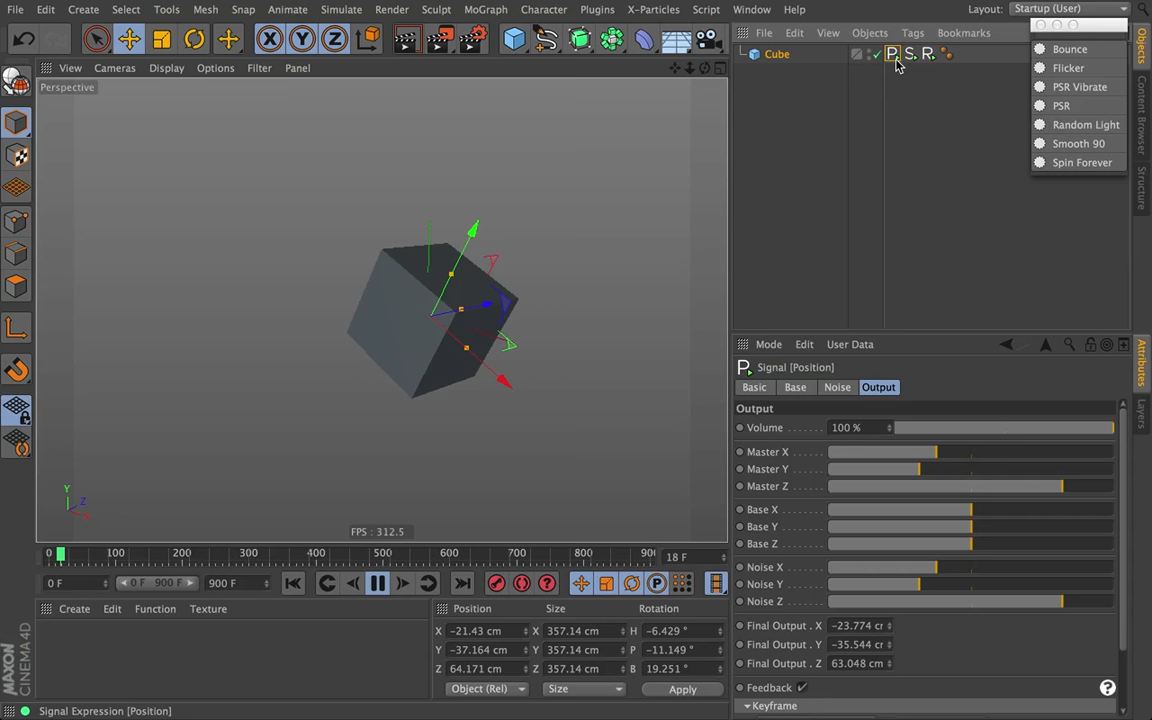 File Edit Create Select Tools Mesh Snap Animate Simulate Render Sculpt MoGraph Character Plugins X-Particles Script Window Help Layout: Startup (User)
X Y Z
File Edit View Objects Tags Bookmarks
Cube
P S R
Bounce
Flicker
PSR Vibrate
PSR
Random Light
Smooth 90
Spin Forever
Objects
Content Browser
Structure
View Cameras Display Options Filter Panel
Perspective
Y
Z
X
FPS : 312.5
Mode Edit User Data
P Signal [Position]
Basic Base Noise Output
Output
Volume ....... 100 %
Master X
Master Y
Master Z
Base X
Base Y
Base Z
Noise X
Noise Y
Noise Z
Final Output . X -23.774 cr
Final Output . Y -35.544 cr
Final Output . Z 63.048 cr
Feedback
?
Keyframe
Attributes
Layers
0 100 200 300 400 500 600 700 800 90 18 F
0 F 0 F 900 F 900 F
? P
Create Edit Function Texture
Position Size Rotation
X -21.43 cm X 357.14 cm H -6.429 °
Y -37.164 cm Y 357.14 cm P -11.149 °
Z 64.171 cm Z 357.14 cm B 19.251 °
Object (Rel) Size Apply
MAXON
CINEMA 4D
Signal Expression [Position]